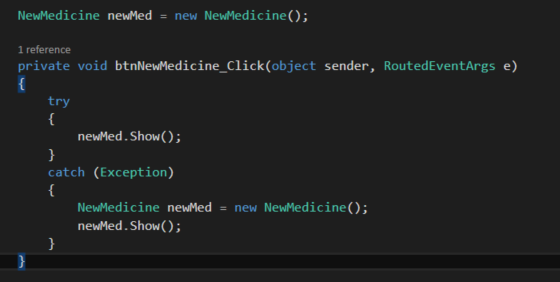 NewMedicine newMed = new NewMedicine();
1 reference
private void btnNewMedicine_Click(object sender, RoutedEventArgs e)
{
try
{
newMed.Show();
}
catch (Exception)
{
NewMedicine newMed = new NewMedicine();
newMed.Show();
}
}